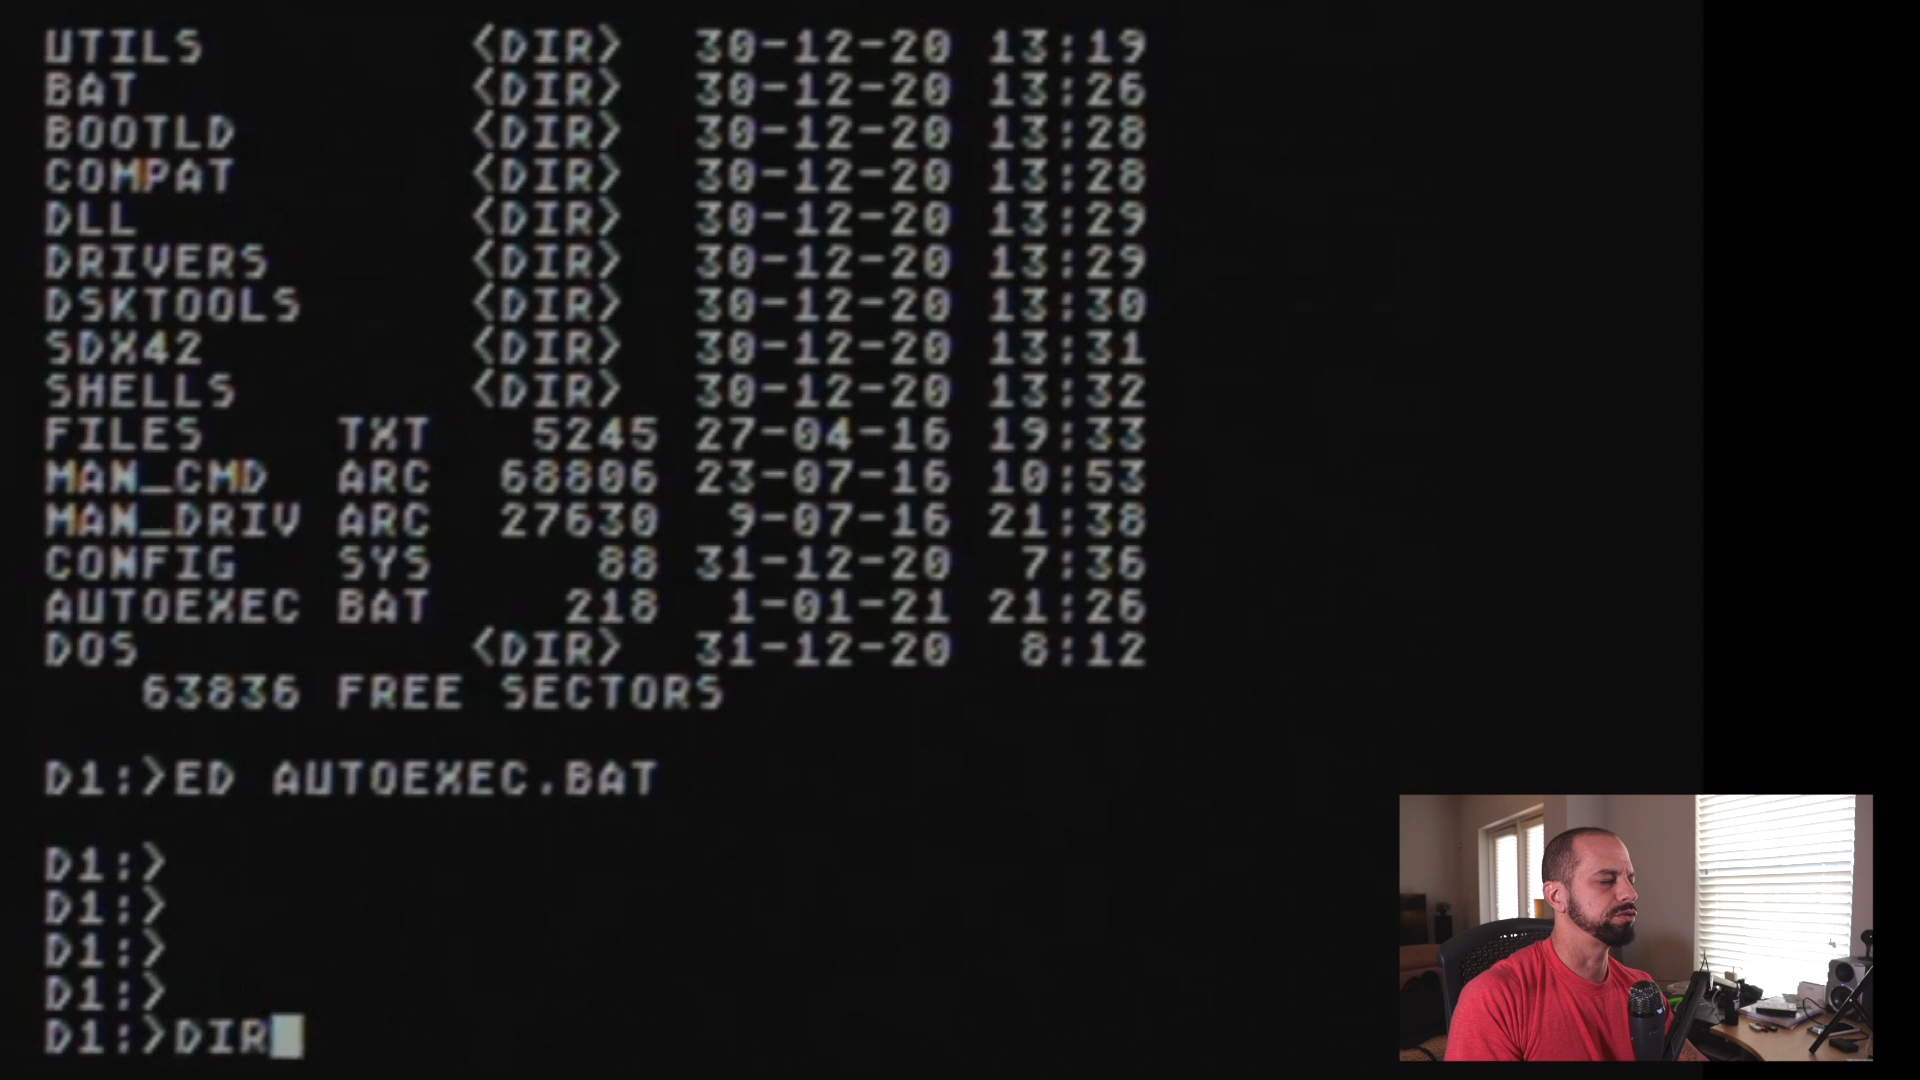 UTILS <DIR> 30-12-20 13:19
BAT <DIR> 30-12-20 13:26
BOOTLD <DIR> 30-12-20 13:28
COMPAT <DIR> 30-12-20 13:28
DLL <DIR> 30-12-20 13:29
DRIVERS <DIR> 30-12-20 13:29
DSKTOOLS <DIR> 30-12-20 13:30
SDX42 <DIR> 30-12-20 13:31
SHELLS <DIR> 30-12-20 13:32
FILES TXT 5245 27-04-16 19:33
MAN_CMD ARC 68806 23-07-16 10:53
MAN_DRIV ARC 27630 9-07-16 21:38
CONFIG SYS 88 31-12-20 7:36
AUTOEXEC BAT 218 1-01-21 21:26
DOS <DIR> 31-12-20 8:12
63836 FREE SECTORS
D1:>ED AUTOEXEC.BAT
D1:>
D1:>
D1:>
D1:>
D1:>DIR